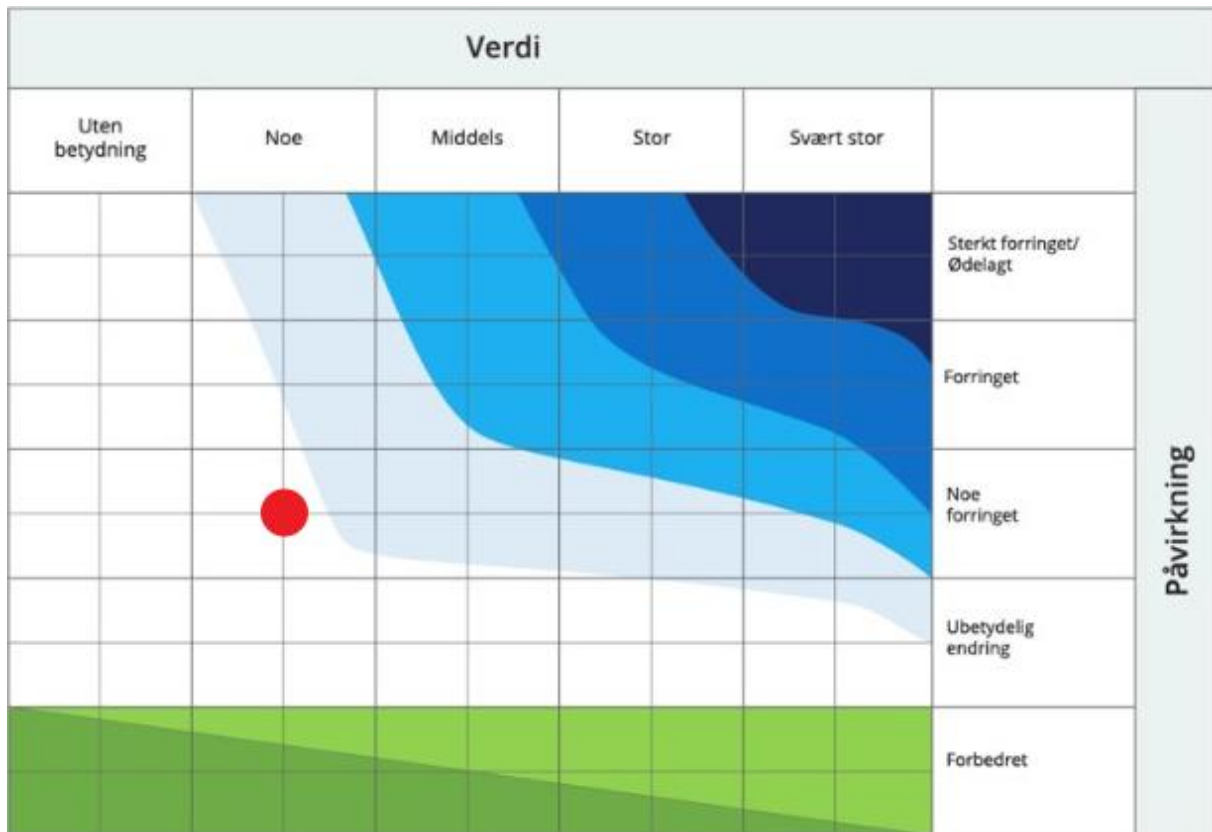 Verdi
Uten
betydning
Noe
Middels
Stor
Svært stor
Sterkt forringet/
Ødelagt
Forringet
Noe
forringet
Ubetydelig
endring
Forbedret
Påvirkning